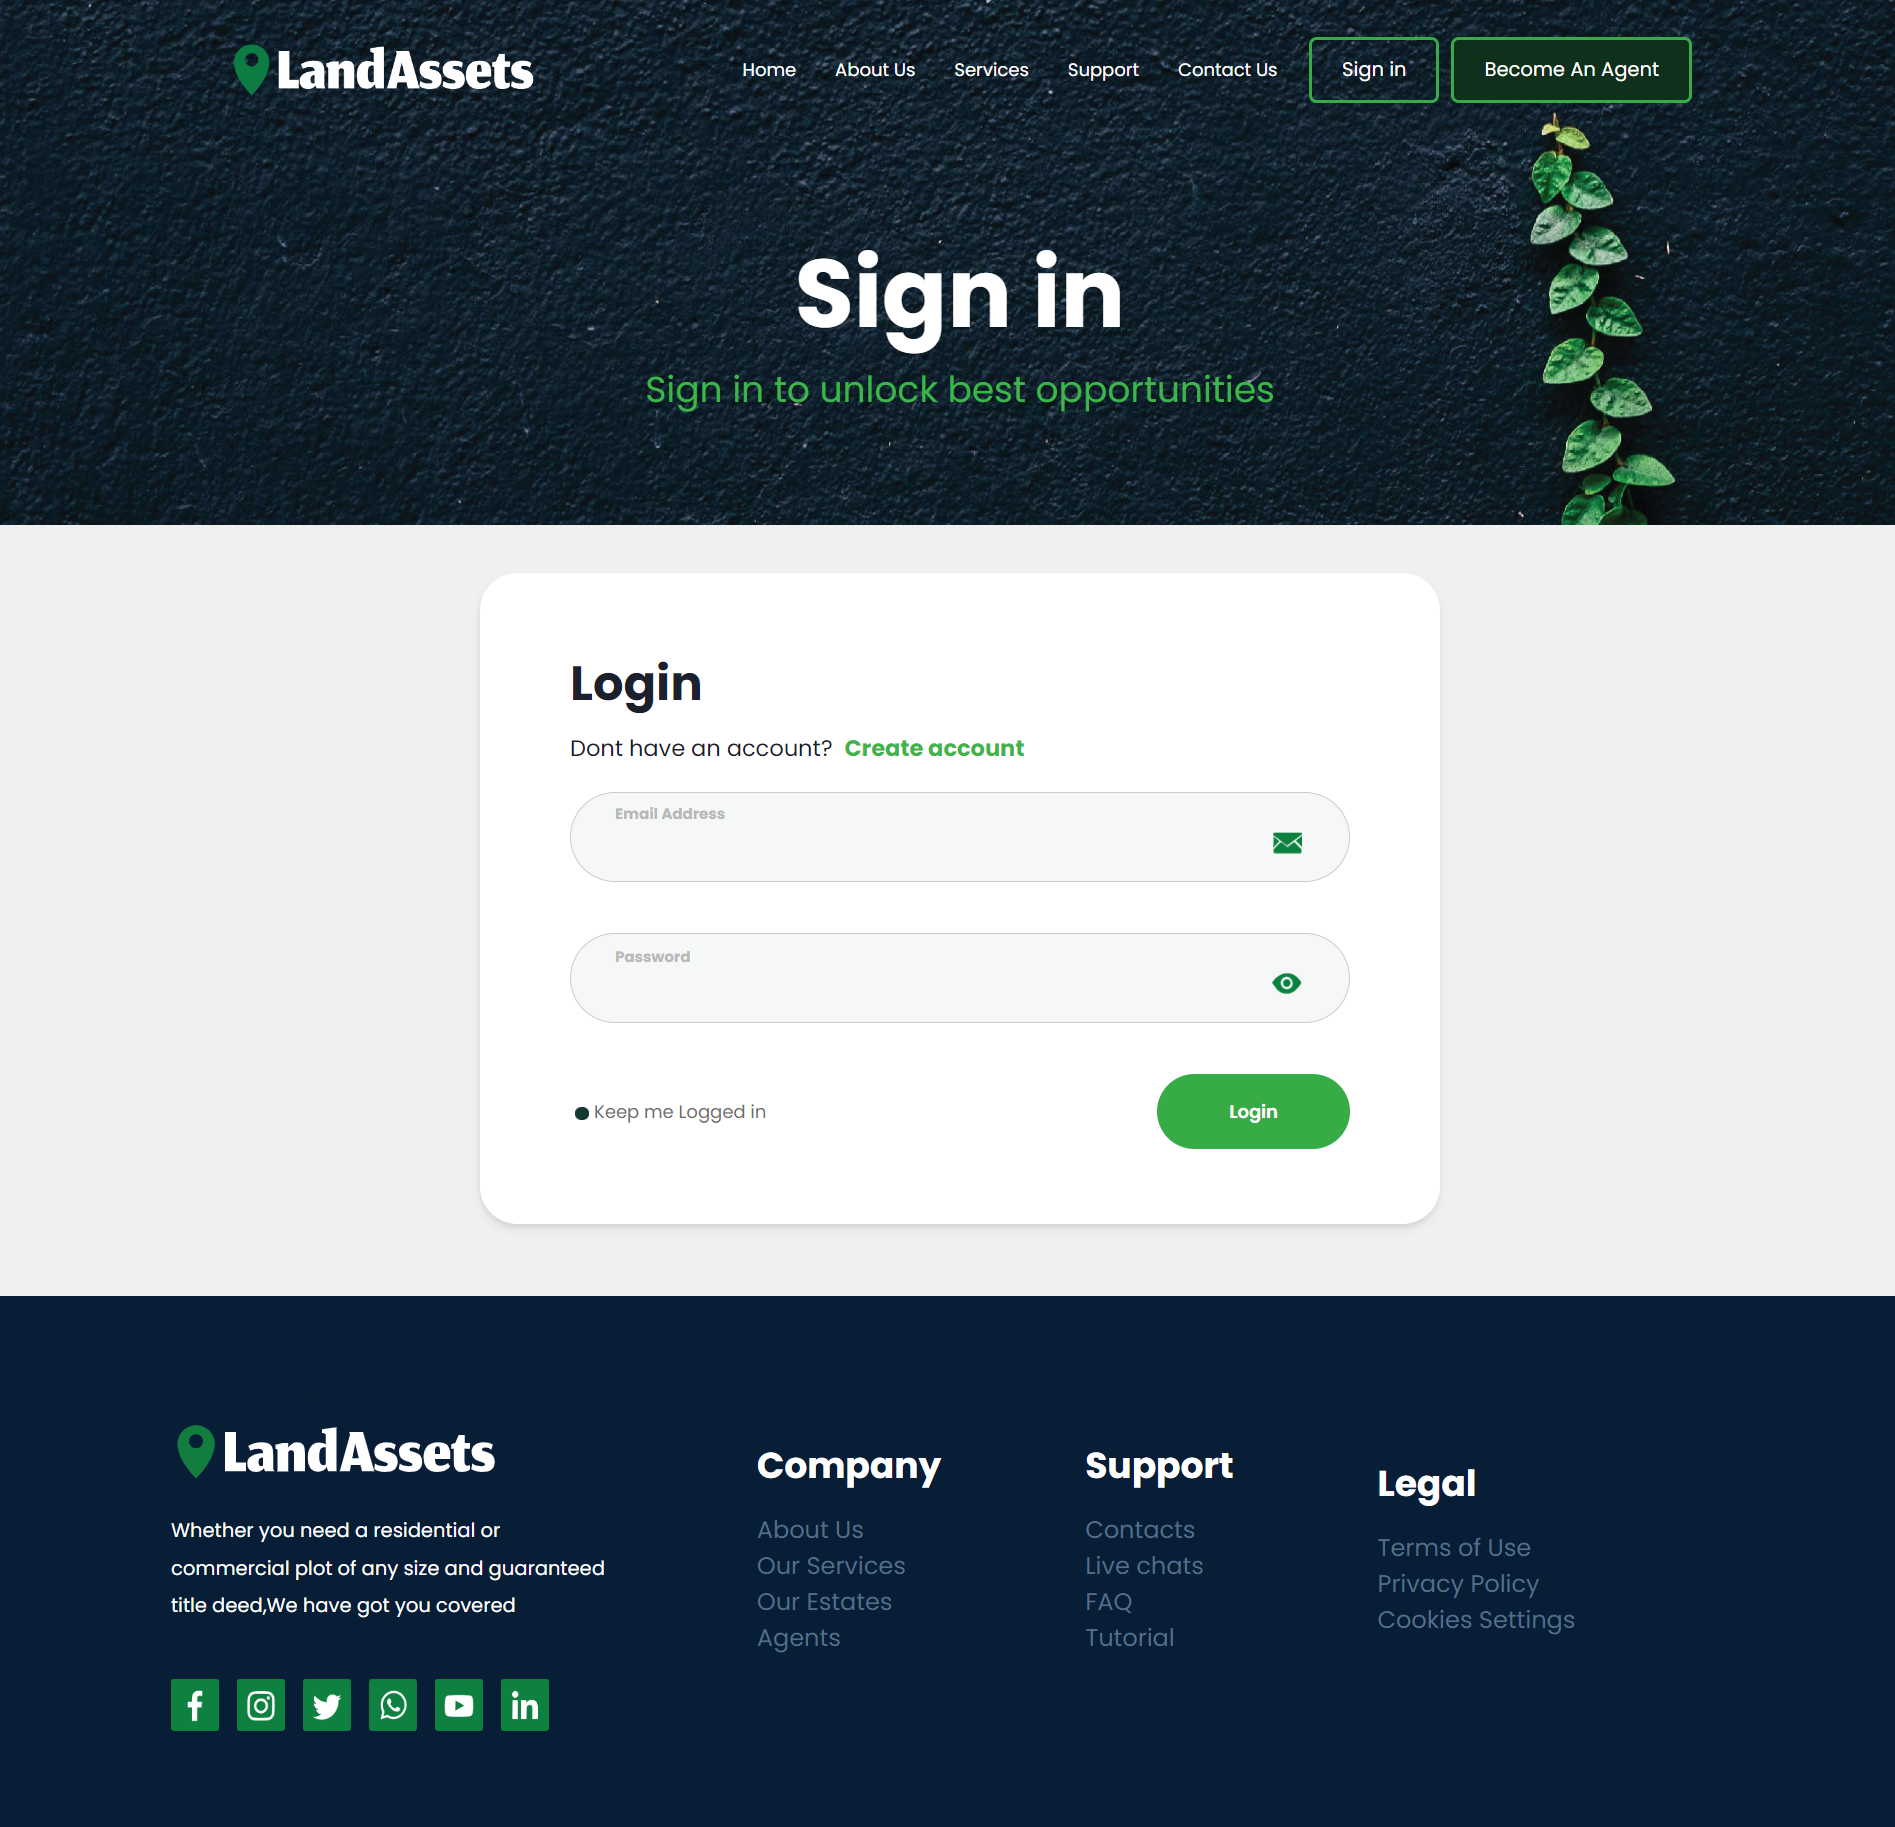 LandAssets
Home About Us Services Support Contact Us Sign in Become An Agent
Sign in
Sign in to unlock best opportunities
Login
Dont have an account? Create account
Email Address
Password
Keep me Logged in
Login
LandAssets
Whether you need a residential or
commercial plot of any size and guaranteed
title deed,We have got you covered
Company
About Us
Our Services
Our Estates
Agents
Support
Contacts
Live chats
FAQ
Tutorial
Legal
Terms of Use
Privacy Policy
Cookies Settings